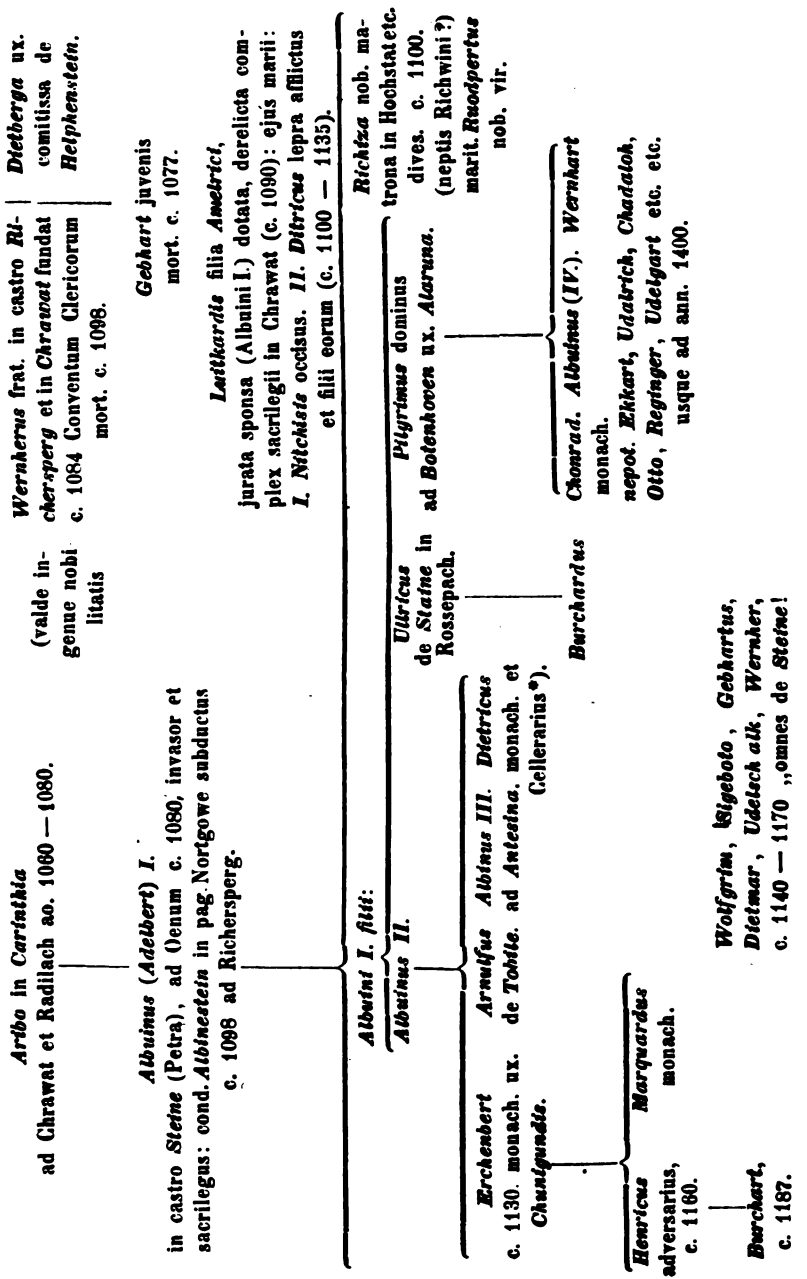 Aribo in Carinthia
ad Chrawat et Radilach ao. 1060 — 1080.
(valde in-
genue nobi
litatis
Wernherus frat. in castro Ri-
chersperg et in Chrawat fundat
c. 1084 Conventum Clericorum
mort. c. 1098.
Dietberga ux.
comitissa de
Helphenstein.
Albuinus (Adelbert) I.
in castro Steine (Petra), ad Oenum c. 1080, invasor et
sacrilegus: cond. Albinestein in pag. Nortgowe subductus
c. 1098 ad Richersperg.
Gebhart juvenis
mort. c. 1077.
Luitkardis filia Amelrici,
jurata sponsa (Albuini I.) dotata, derelicta com-
plex sacrilegii in Chrawat (c. 1090): ejus marii:
I. Nitchists occisus. II. Ditricus lepra afflictus
et filii eorum (c. 1100 — 1135).
Albuini I. filii:
Albuinus II.
Ulricus
de Staine in
Rossepach.
Pilgrimus dominus
ad Botenhoven ux. Alaruna.
Richtza nob. ma-
trona in Hochstat etc.
dives. c. 1100.
(neptis Richwini ?)
marit. Ruodpertus
nob. vir.
Erchenbert
c. 1130. monach. ux.
Chunigundis.
Arnulfus
de Tobile.
Albinus III.
ad Antesina.
Dietricus
monach. et
Cellerarius*).
Burchardus
Chonrad. Albuinus (IV.). Wernhart
monach.
nepot. Ekkart, Udalrich, Chadaloh,
Otto, Reginger, Udelgart etc. etc.
usque ad ann. 1400.
Henricus
adversarius,
c. 1160.
Marquardus
monach.
Burchart,
c. 1187.
Wolfgrim, Sigeboto, Gebhartus,
Dietmar, Udelsch alk, Wernher,
c. 1140 — 1170 „omnes de Steine!